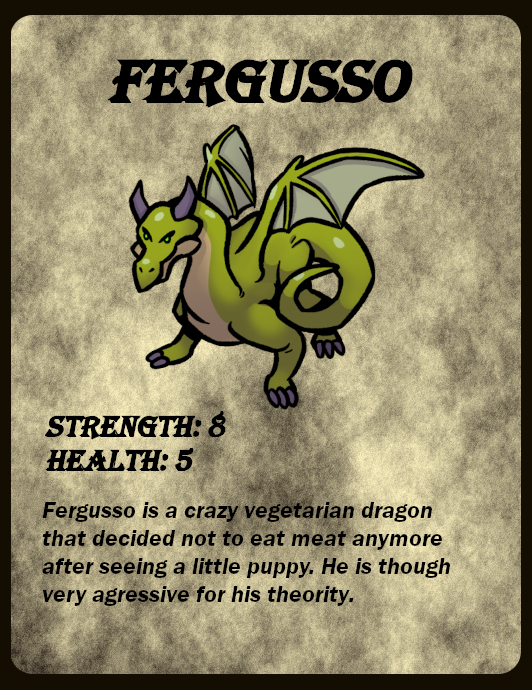 FERGUSSO
STRENGTH: 8
HEALTH: 5
Fergusso is a crazy vegetarian dragon
that decided not to eat meat anymore
after seeing a little puppy. He is though
very agressive for his theority.